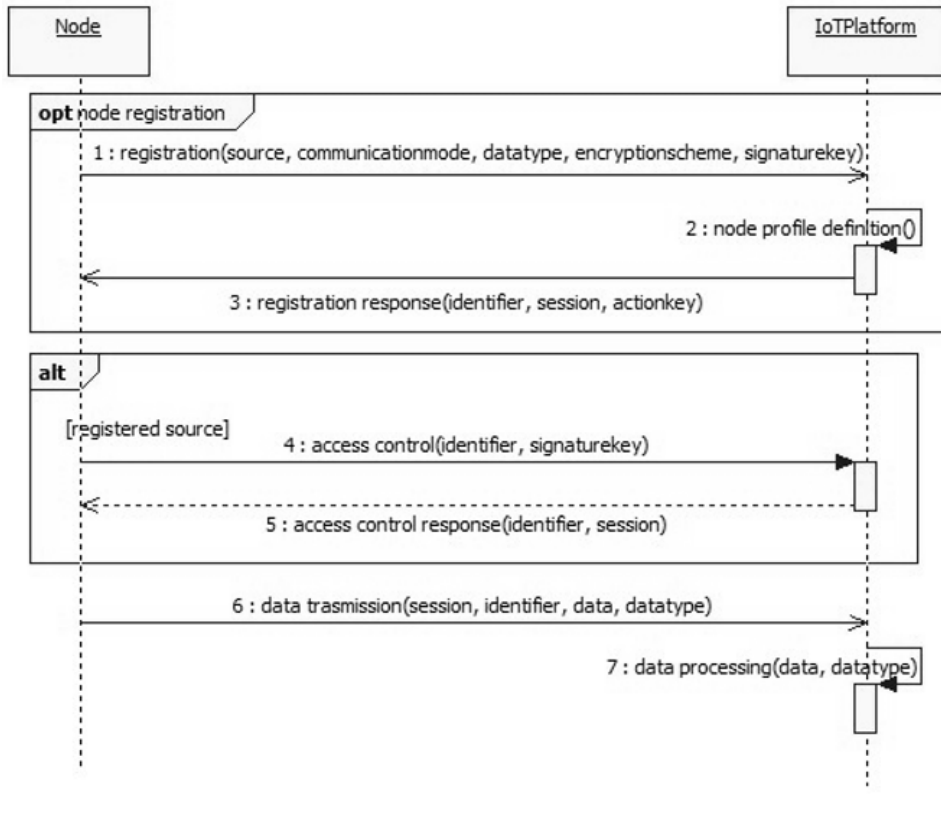 Node
IoTPlatform
opt node registration
1 : registration(source, communicationmode, datatype, encryptionscheme, signaturekey)
2 : node profile definition()
3 : registration response(identifier, session, actionkey)
alt
[registered source]
4 : access control(identifier, signaturekey)
5 : access control response(identifier, session)
6 : data trasmission(session, identifier, data, datatype)
7 : data processing(data, datatype)